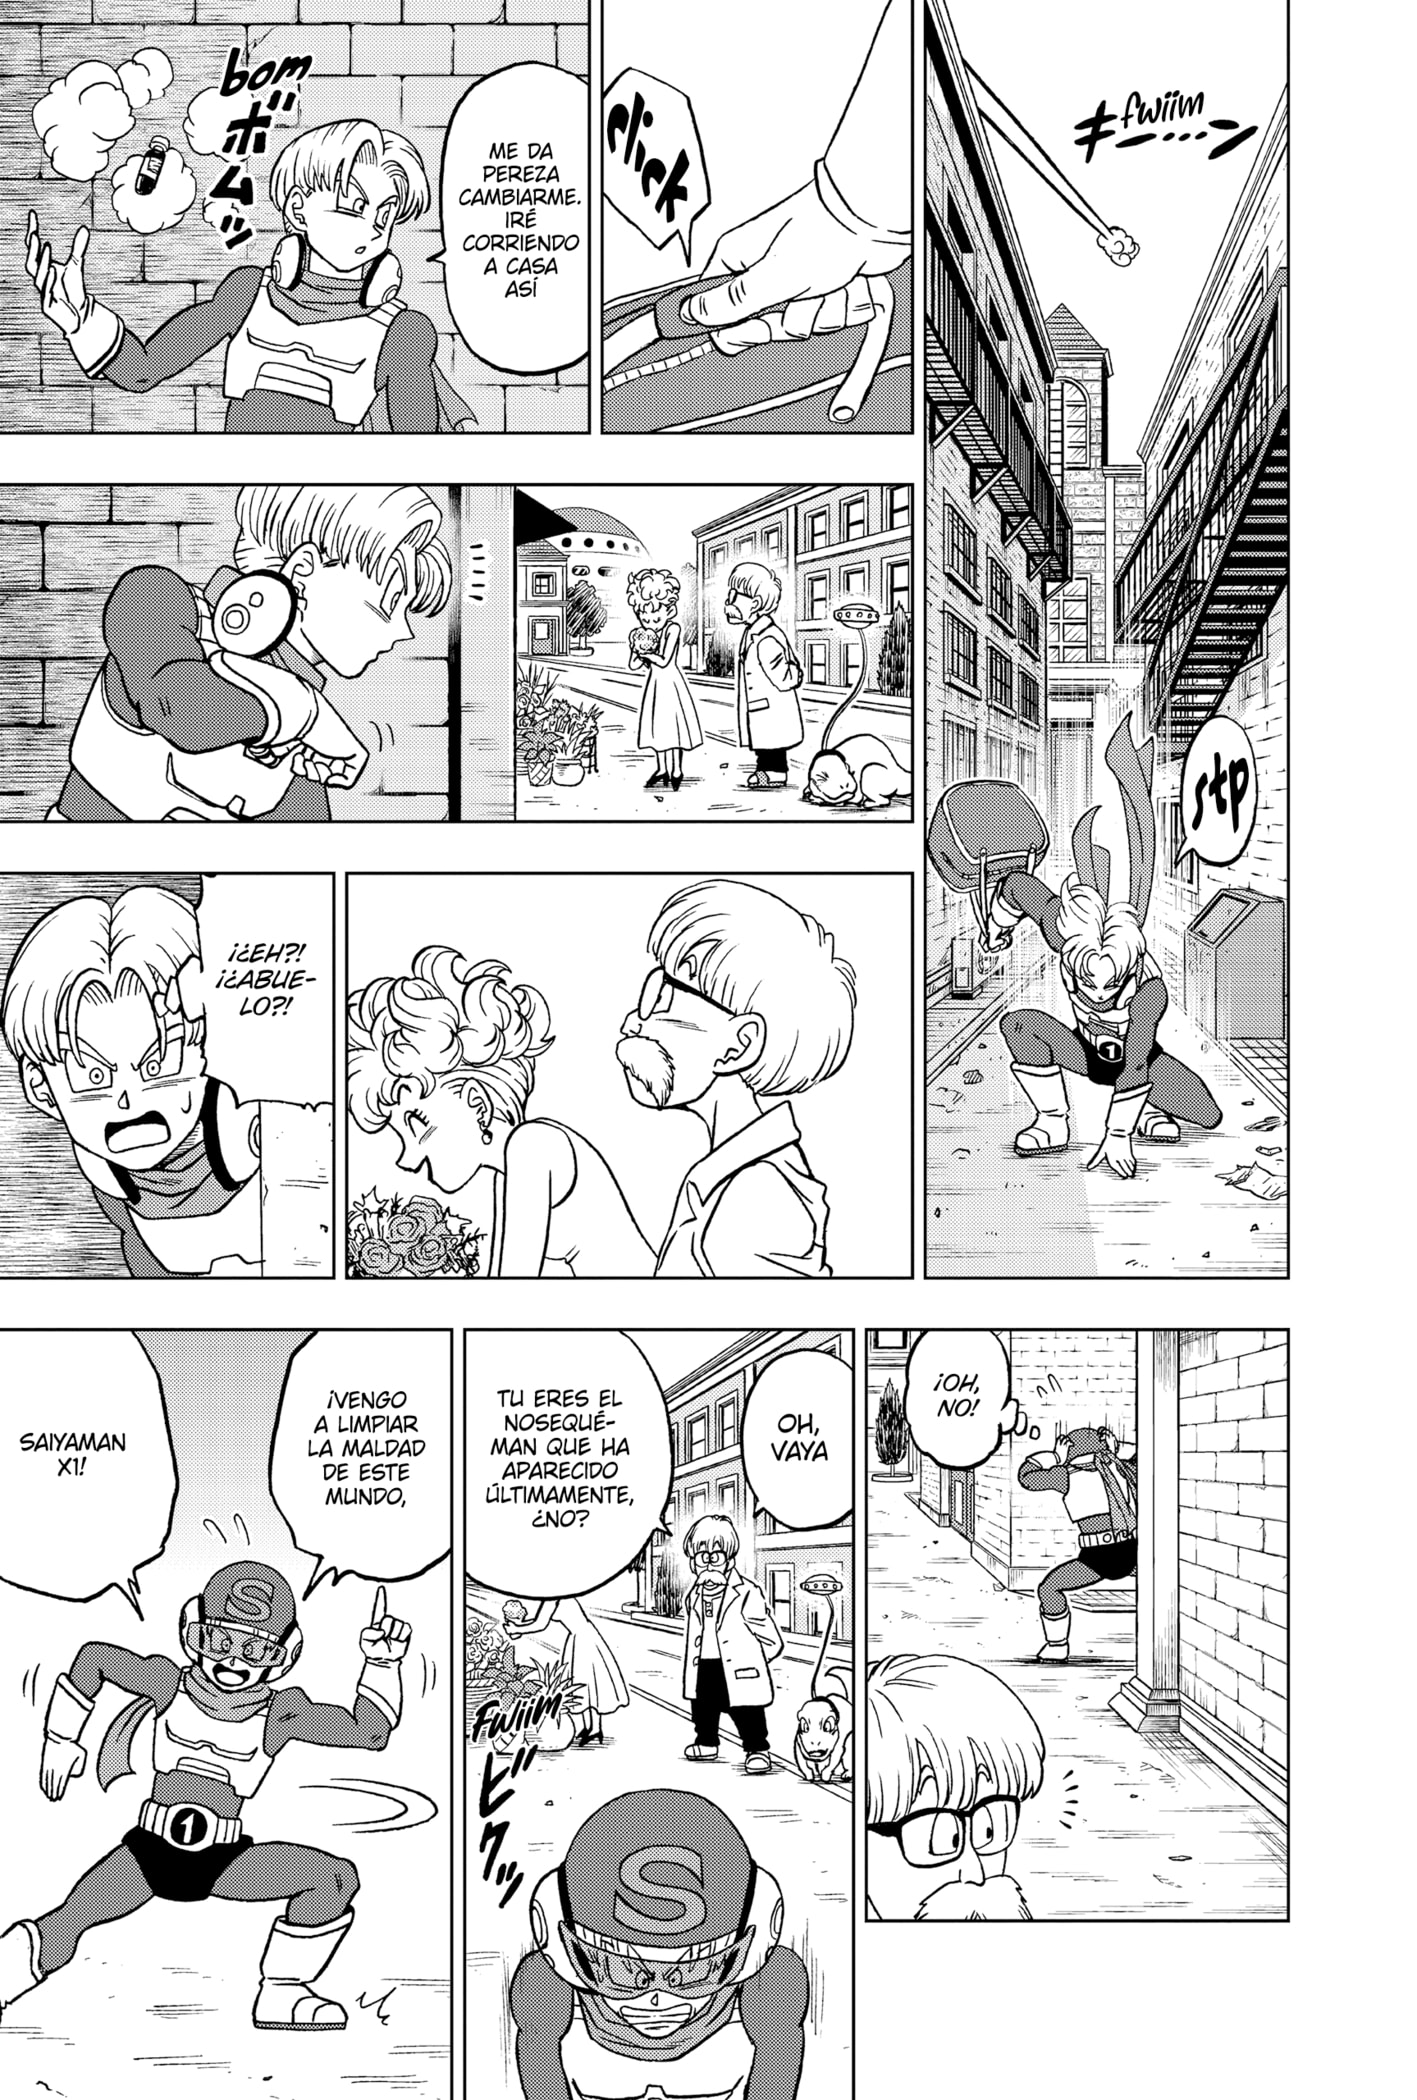 fwiim
キーン
stp
click
ME DA
PEREZA
CAMBIARME.
IRÉ
CORRIENDO
A CASA
ASÍ
bom
ボムッ
1
¡¿EH?!
¡¿ABUE-
LO?!
¡OH,
NO!
OH,
VAYA
TU ERES EL
NOSEQUÉ-
MAN QUE HA
APARECIDO
ÚLTIMAMENTE,
¿NO?
FWiiM
ビクッ
S
¡VENGO
A LIMPIAR
LA MALDAD
DE ESTE
MUNDO,
SAIYAMAN
X1!
S
1